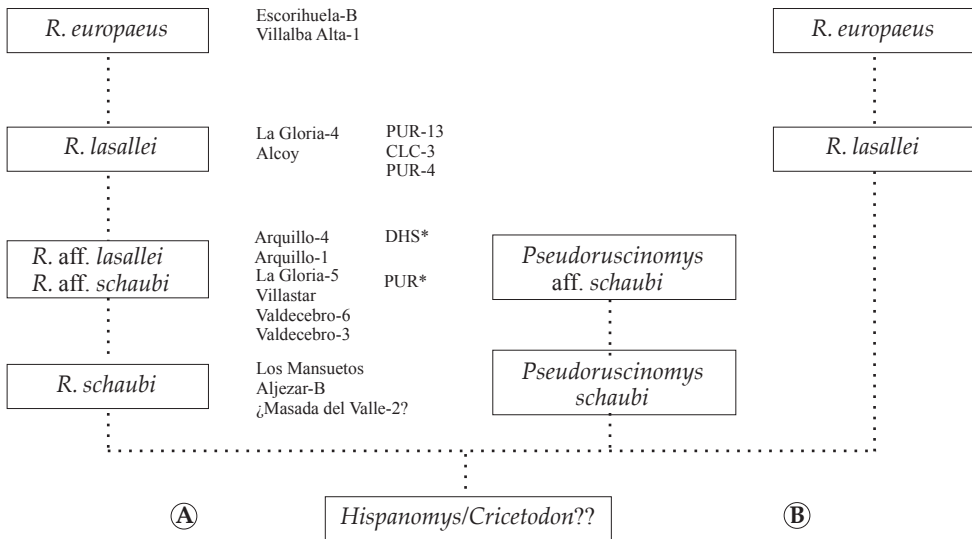 R. europaeus
Escorihuela-B
Villalba Alta-1
R. europaeus
R. lasallei
La Gloria-4
Alcoy
PUR-13
CLC-3
PUR-4
R. lasallei
R. aff. lasallei
R. aff. schaubi
Arquillo-4
Arquillo-1
La Gloria-5
Villastar
Valdecebro-6
Valdecebro-3
DHS*
PUR*
Pseudoruscinomys
aff. schaubi
R. schaubi
Los Mansuetos
Aljezar-B
¿Masada del Valle-2?
Pseudoruscinomys
schaubi
A
Hispanomys/Cricetodon??
B